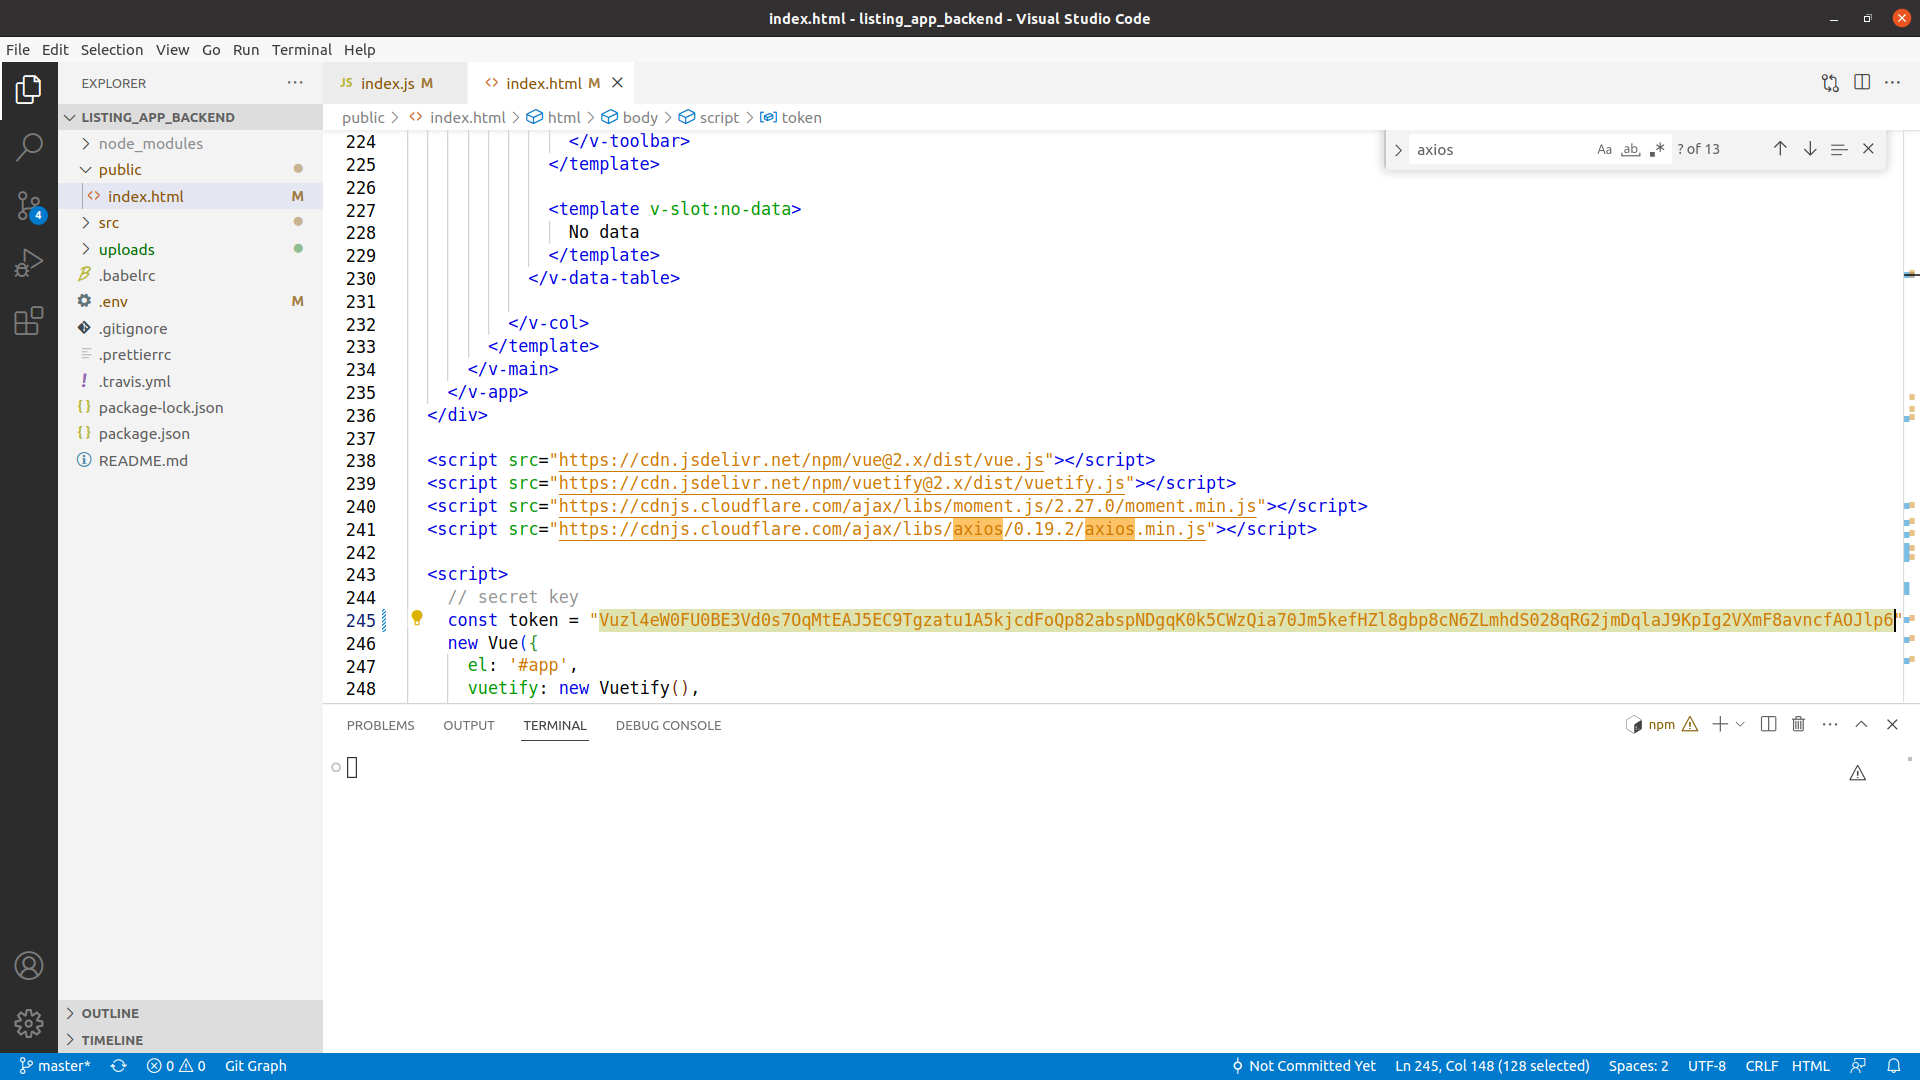 index.html - listing_app_backend - Visual Studio Code
File Edit Selection View Go Run Terminal Help
EXPLORER
LISTING_APP_BACKEND
node_modules
public
index.html M
src
uploads
.babelrc
.env M
.gitignore
.prettierrc
.travis.yml
package-lock.json
package.json
README.md
OUTLINE
TIMELINE
4
JS index.js M
index.html M
public > index.html > html > body > script > token
axios
Aa ab ? of 13
224 </v-toolbar>
225 </template>
226
227 <template v-slot:no-data>
228 No data
229 </template>
230 </v-data-table>
231
232 </v-col>
233 </template>
234 </v-main>
235 </v-app>
236 </div>
237
238 <script src="https://cdn.jsdelivr.net/npm/vue@2.x/dist/vue.js"></script>
239 <script src="https://cdn.jsdelivr.net/npm/vuetify@2.x/dist/vuetify.js"></script>
240 <script src="https://cdnjs.cloudflare.com/ajax/libs/moment.js/2.27.0/moment.min.js"></script>
241 <script src="https://cdnjs.cloudflare.com/ajax/libs/axios/0.19.2/axios.min.js"></script>
242
243 <script>
244 // secret key
245 const token = "Vuzl4eW0FU0BE3Vd0s7OqMtEAJ5EC9Tgzatu1A5kjcdFoQp82abspNDgqK0k5CWzQia70Jm5kefHZl8gbp8cN6ZLmhdS028qRG2jmDqlaJ9KpIg2VXmF8avncfAOJlp6"
246 new Vue({
247 el: '#app',
248 vuetify: new Vuetify(),
PROBLEMS OUTPUT TERMINAL DEBUG CONSOLE
npm
master* 0 0 Git Graph
Not Committed Yet Ln 245, Col 148 (128 selected) Spaces: 2 UTF-8 CRLF HTML